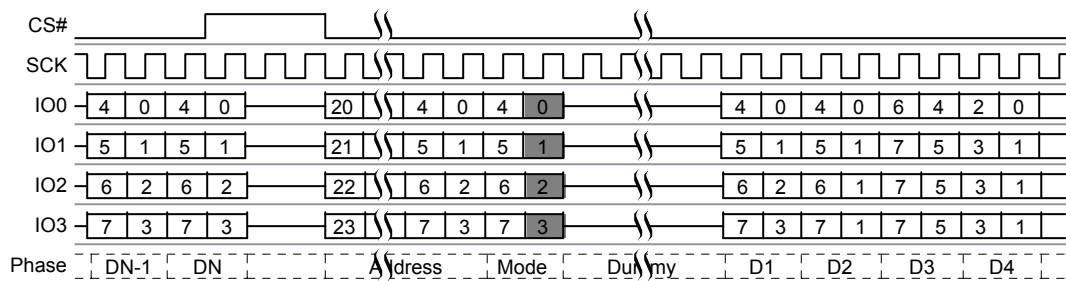 CS#
SCK
IO0 4 0 4 0 20 4 0 4 0 4 0 4 0 6 4 2 0
IO1 5 1 5 1 21 5 1 5 1 5 1 5 1 7 5 3 1
IO2 6 2 6 2 22 6 2 6 2 6 2 6 1 7 5 3 1
IO3 7 3 7 3 23 7 3 7 3 7 3 7 1 7 5 3 1
Phase DN-1 DN Address Mode Dummy D1 D2 D3 D4